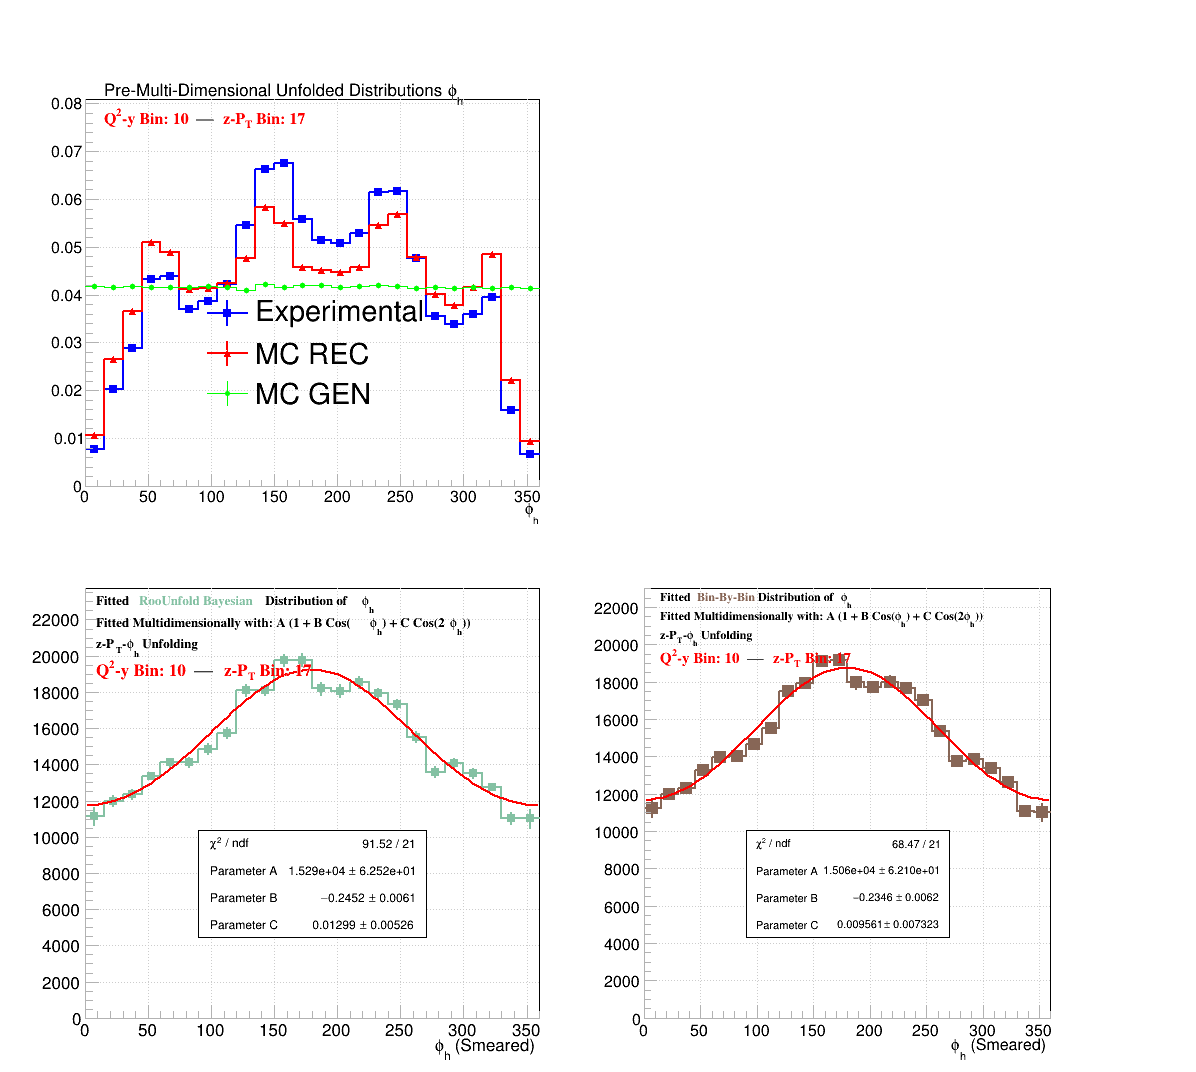 Pre-Multi-Dimensional Unfolded Distributions ϕh
Q2-y Bin: 10 — z-PT Bin: 17
0.08
0.07
0.06
0.05
0.04
0.03
0.02
0.01
0
Experimental
MC REC
MC GEN
0 50 100 150 200 250 300 350
ϕh
Fitted RooUnfold Bayesian Distribution of ϕh
Fitted Multidimensionally with: A (1 + B Cos( ϕh) + C Cos(2 ϕh))
z-PT-ϕh Unfolding
Q2-y Bin: 10 — z-PT Bin: 17
22000
20000
18000
16000
14000
12000
10000
8000
6000
4000
2000
0
χ2 / ndf 91.52 / 21
Parameter A 1.529e+04 ± 6.252e+01
Parameter B −0.2452 ± 0.0061
Parameter C 0.01299 ± 0.00526
0 50 100 150 200 250 300 350
ϕh (Smeared)
Fitted Bin-By-Bin Distribution of ϕh
Fitted Multidimensionally with: A (1 + B Cos(ϕh) + C Cos(2ϕh))
z-PT-ϕh Unfolding
Q2-y Bin: 10 — z-PT Bin: 17
22000
20000
18000
16000
14000
12000
10000
8000
6000
4000
2000
0
χ2 / ndf 68.47 / 21
Parameter A 1.506e+04 ± 6.210e+01
Parameter B −0.2346 ± 0.0062
Parameter C 0.009561 ± 0.007323
0 50 100 150 200 250 300 350
ϕh (Smeared)